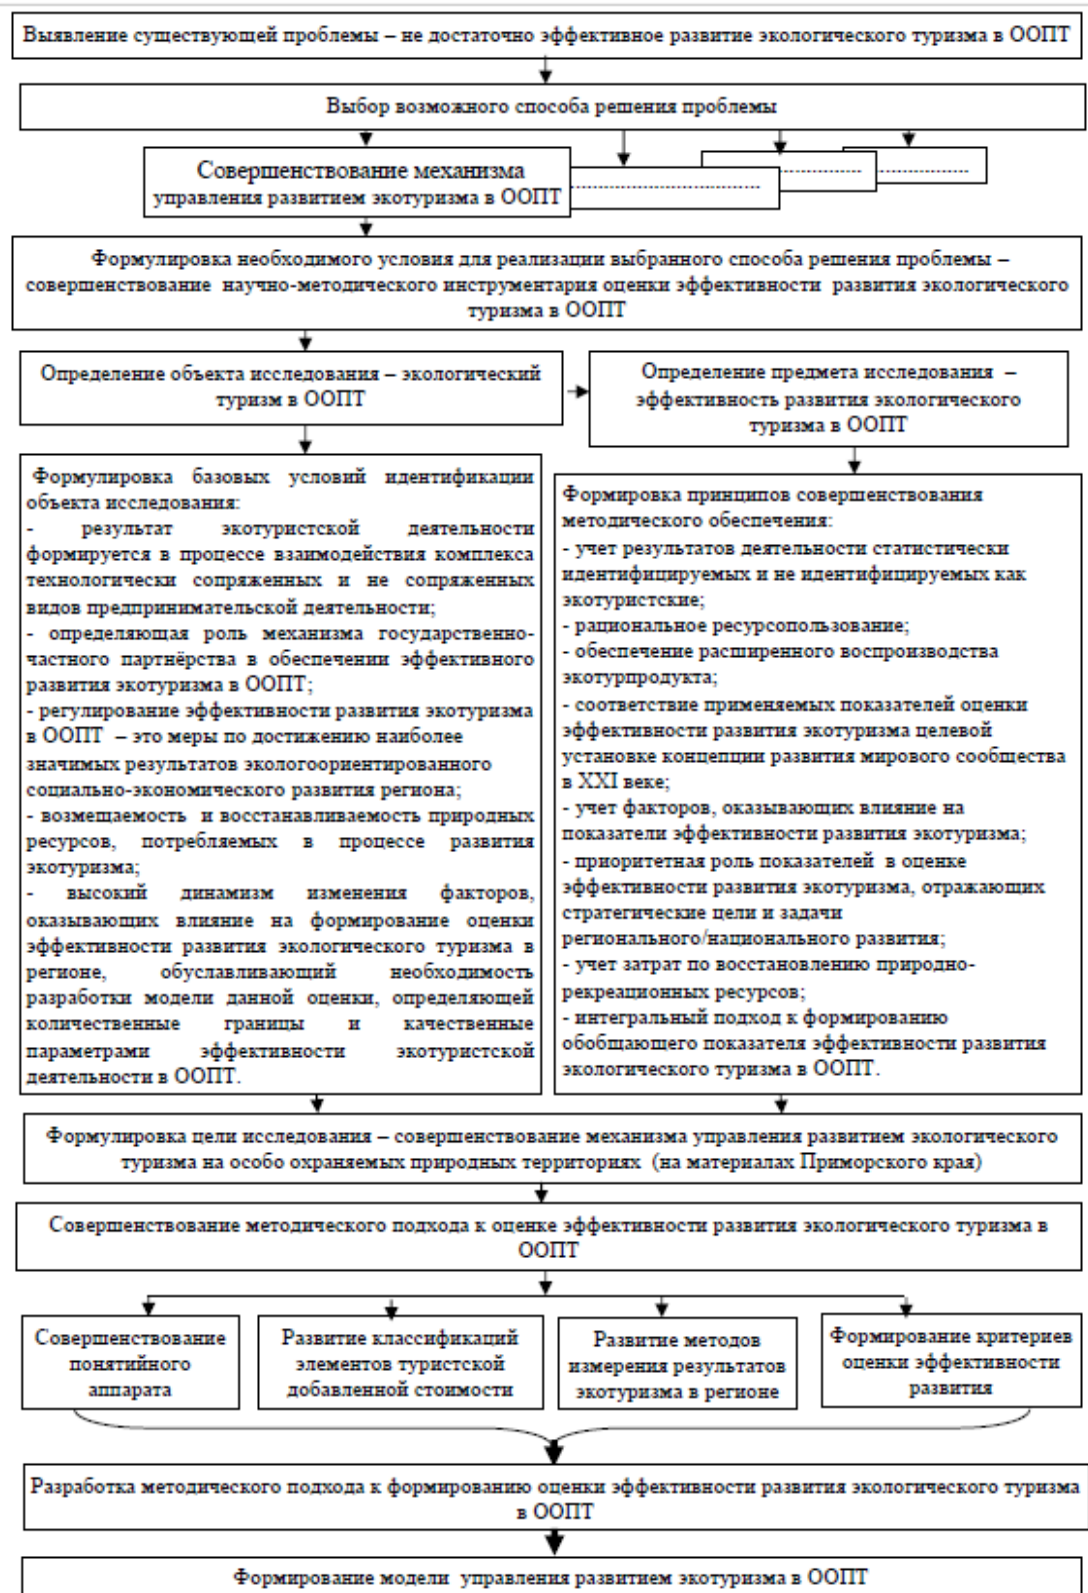 Выявление существующей проблемы – не достаточно эффективное развитие экологического туризма в ООПТ
Выбор возможного способа решения проблемы
Совершенствование механизма
управления развитием экотуризма в ООПТ
Формулировка необходимого условия для реализации выбранного способа решения проблемы –
совершенствование научно-методического инструментария оценки эффективности развития экологического
туризма в ООПТ
Определение объекта исследования – экологический
туризм в ООПТ
Определение предмета исследования –
эффективность развития экологического
туризма в ООПТ
Формулировка базовых условий идентификации
объекта исследования:
- результат экотуристской деятельности
формируется в процессе взаимодействия комплекса
технологически сопряженных и не сопряженных
видов предпринимательской деятельности;
- определяющая роль механизма государственно-
частного партнёрства в обеспечении эффективного
развития экотуризма в ООПТ;
- регулирование эффективности развития экотуризма
в ООПТ – это меры по достижению наиболее
значимых результатов экологоориентированного
социально-экономического развития региона;
- возмещаемость и восстанавливаемость природных
ресурсов, потребляемых в процессе развития
экотуризма;
- высокий динамизм изменения факторов,
оказывающих влияние на формирование оценки
эффективности развития экологического туризма в
регионе, обуславливающий необходимость
разработки модели данной оценки, определяющей
количественные границы и качественные
параметрами эффективности экотуристской
деятельности в ООПТ.
Формировка принципов совершенствования
методического обеспечения:
- учет результатов деятельности статистически
идентифицируемых и не идентифицируемых как
экотуристские;
- рациональное ресурсопользование;
- обеспечение расширенного воспроизводства
экотурпродукта;
- соответствие применяемых показателей оценки
эффективности развития экотуризма целевой
установке концепции развития мирового сообщества
в XXI веке;
- учет факторов, оказывающих влияние на
показатели эффективности развития экотуризма;
- приоритетная роль показателей в оценке
эффективности развития экотуризма, отражающих
стратегические цели и задачи
регионального/национального развития;
- учет затрат по восстановлению природно-
рекреационных ресурсов;
- интегральный подход к формированию
обобщающего показателя эффективности развития
экологического туризма в ООПТ.
Формулировка цели исследования – совершенствование механизма управления развитием экологического
туризма на особо охраняемых природных территориях (на материалах Приморского края)
Совершенствование методического подхода к оценке эффективности развития экологического туризма в
ООПТ
Совершенствование
понятийного
аппарата
Развитие классификаций
элементов туристской
добавленной стоимости
Развитие методов
измерения результатов
экотуризма в регионе
Формирование критериев
оценки эффективности
развития
Разработка методического подхода к формированию оценки эффективности развития экологического туризма
в ООПТ
Формирование модели управления развитием экотуризма в ООПТ